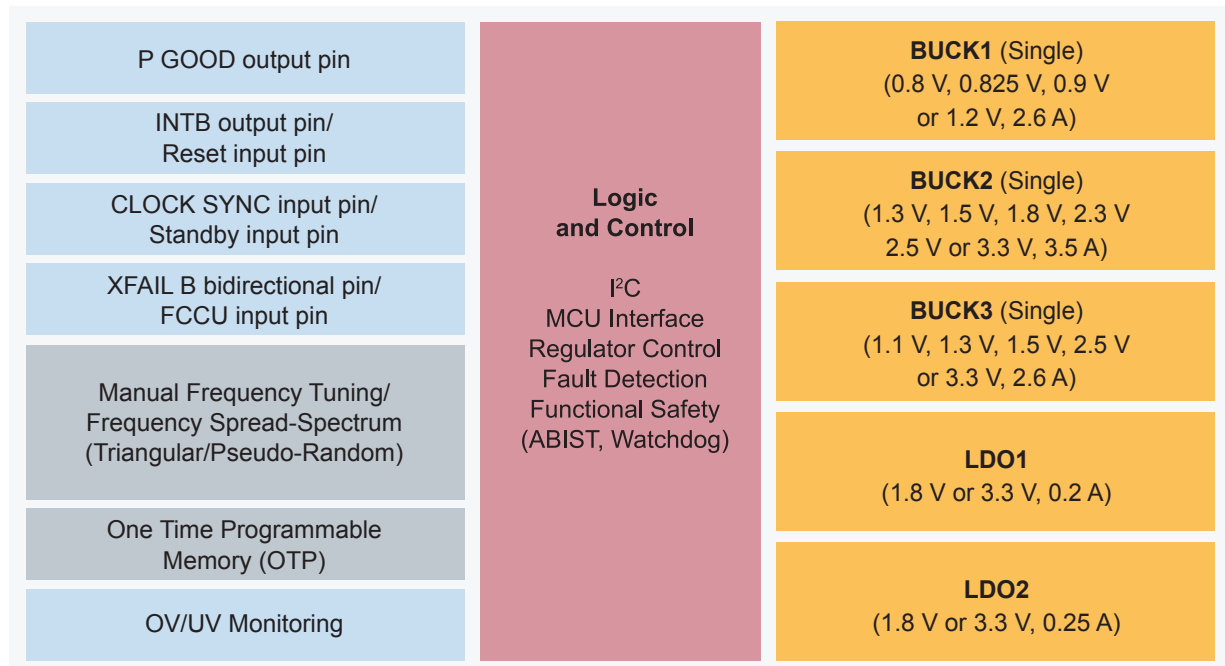 P GOOD output pin
INTB output pin/
Reset input pin
CLOCK SYNC input pin/
Standby input pin
XFAIL B bidirectional pin/
FCCU input pin
Manual Frequency Tuning/
Frequency Spread-Spectrum
(Triangular/Pseudo-Random)
One Time Programmable
Memory (OTP)
OV/UV Monitoring
Logic
and Control
I²C
MCU Interface
Regulator Control
Fault Detection
Functional Safety
(ABIST, Watchdog)
BUCK1 (Single)
(0.8 V, 0.825 V, 0.9 V
or 1.2 V, 2.6 A)
BUCK2 (Single)
(1.3 V, 1.5 V, 1.8 V, 2.3 V
2.5 V or 3.3 V, 3.5 A)
BUCK3 (Single)
(1.1 V, 1.3 V, 1.5 V, 2.5 V
or 3.3 V, 2.6 A)
LDO1
(1.8 V or 3.3 V, 0.2 A)
LDO2
(1.8 V or 3.3 V, 0.25 A)